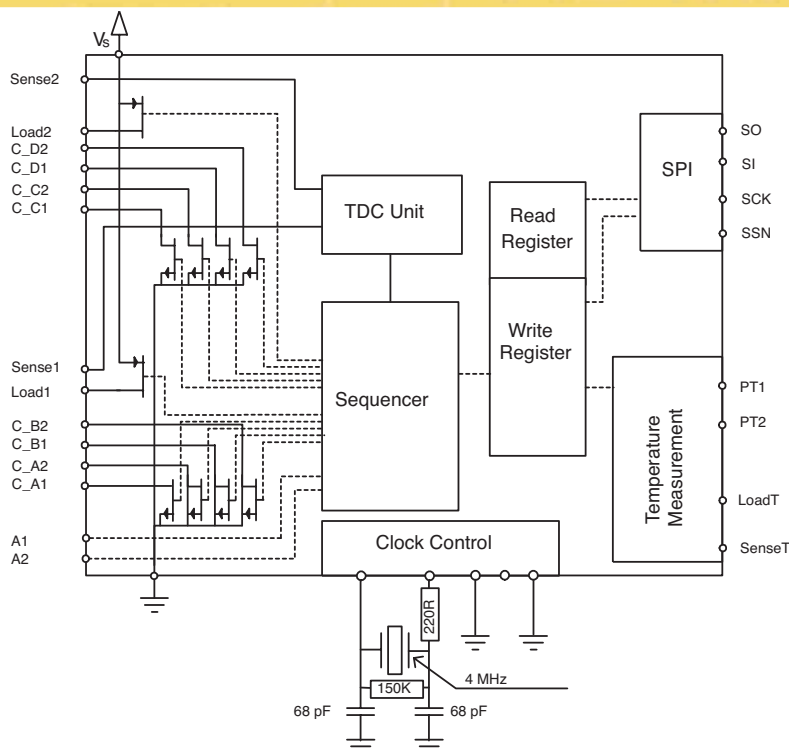 Vs
Sense2
Load2
C_D2
C_D1
C_C2
C_C1
Sense1
Load1
C_B2
C_B1
C_A2
C_A1
A1
A2
TDC Unit
Sequencer
Read
Register
Write
Register
SPI
SO
SI
SCK
SSN
Temperature
Measurement
PT1
PT2
LoadT
SenseT
Clock Control
220R
4 MHz
150K
68 pF
68 pF